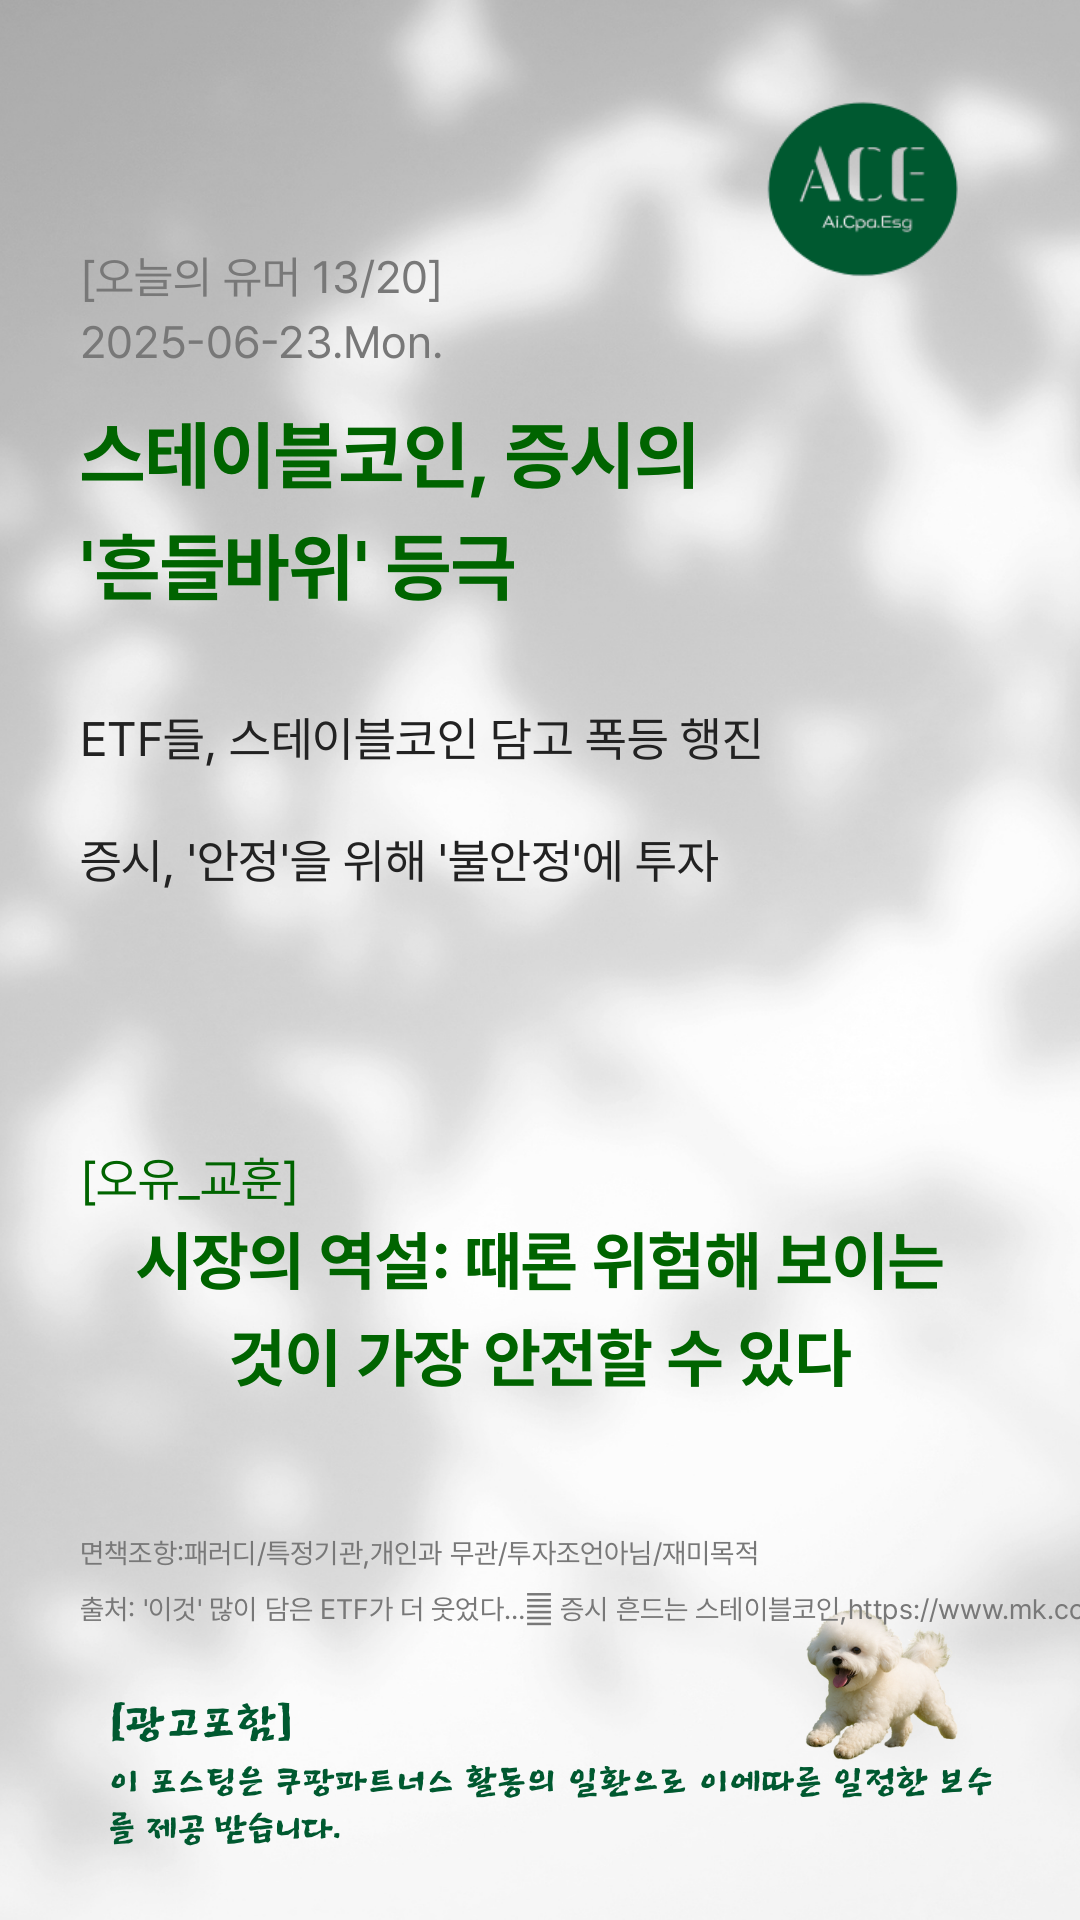 ACE
Ai.Cpa.Esg
[오늘의 유머 13/20]
2025-06-23.Mon.
스테이블코인, 증시의
'흔들바위' 등극
ETF들, 스테이블코인 담고 폭등 행진
증시, '안정'을 위해 '불안정'에 투자
[오유_교훈]
시장의 역설: 때론 위험해 보이는
것이 가장 안전할 수 있다
면책조항:패러디/특정기관,개인과 무관/투자조언아님/재미목적
출처: '이것' 많이 담은 ETF가 더 웃었다...䷀ 증시 흔드는 스테이블코인,https://www.mk.co
[광고포함]
이 포스팅은 쿠팡파트너스 활동의 일환으로 이에따른 일정한 보수
를 제공 받습니다.